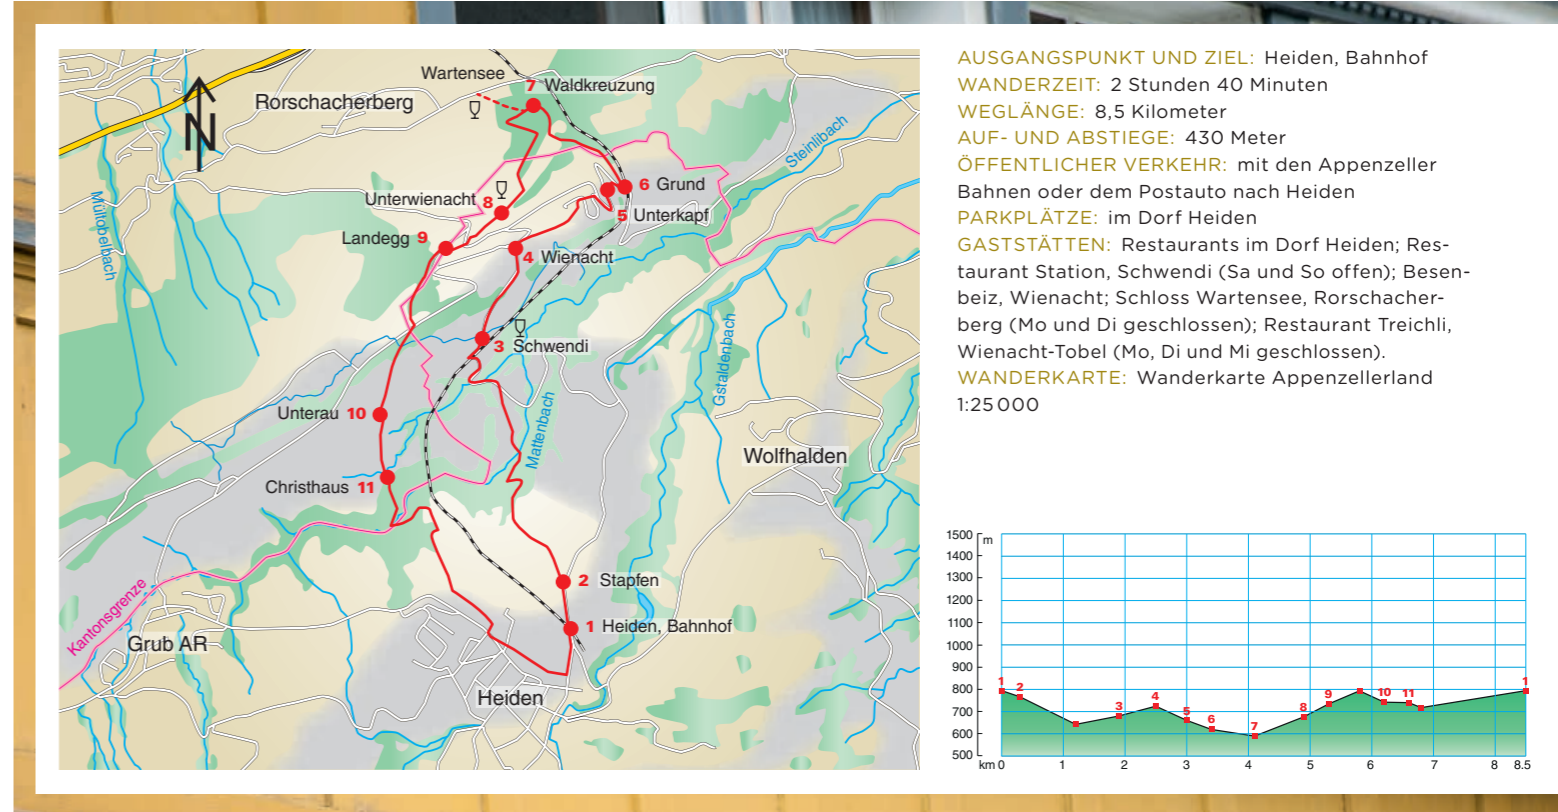 Wartensee
7 Waldkreuzung
Rorschacherberg
N
Steinlibach
Müllobelbach
6 Grund
Unterwienacht 8
5 Unterkapf
Landegg 9
4 Wienacht
3 Schwendi
Gstaldenbach
Mattenbach
Unterau 10
Wolfhalden
Christhaus 11
2 Stapfen
Kantonsgrenze
1 Heiden, Bahnhof
Grub AR
Heiden
AUSGANGSPUNKT UND ZIEL: Heiden, Bahnhof
WANDERZEIT: 2 Stunden 40 Minuten
WEGLÄNGE: 8,5 Kilometer
AUF- UND ABSTIEGE: 430 Meter
ÖFFENTLICHER VERKEHR: mit den Appenzeller
Bahnen oder dem Postauto nach Heiden
PARKPLÄTZE: im Dorf Heiden
GASTSTÄTTEN: Restaurants im Dorf Heiden; Res-
taurant Station, Schwendi (Sa und So offen); Besen-
beiz, Wienacht; Schloss Wartensee, Rorschacher-
berg (Mo und Di geschlossen); Restaurant Treichli,
Wienacht-Tobel (Mo, Di und Mi geschlossen).
WANDERKARTE: Wanderkarte Appenzellerland
1:25 000
1500 m
1400
1300
1200
1100
1000
900
800
700
600
500
1 2 3 4 5 6 7 8 9 10 11 1
km 0 1 2 3 4 5 6 7 8 8.5